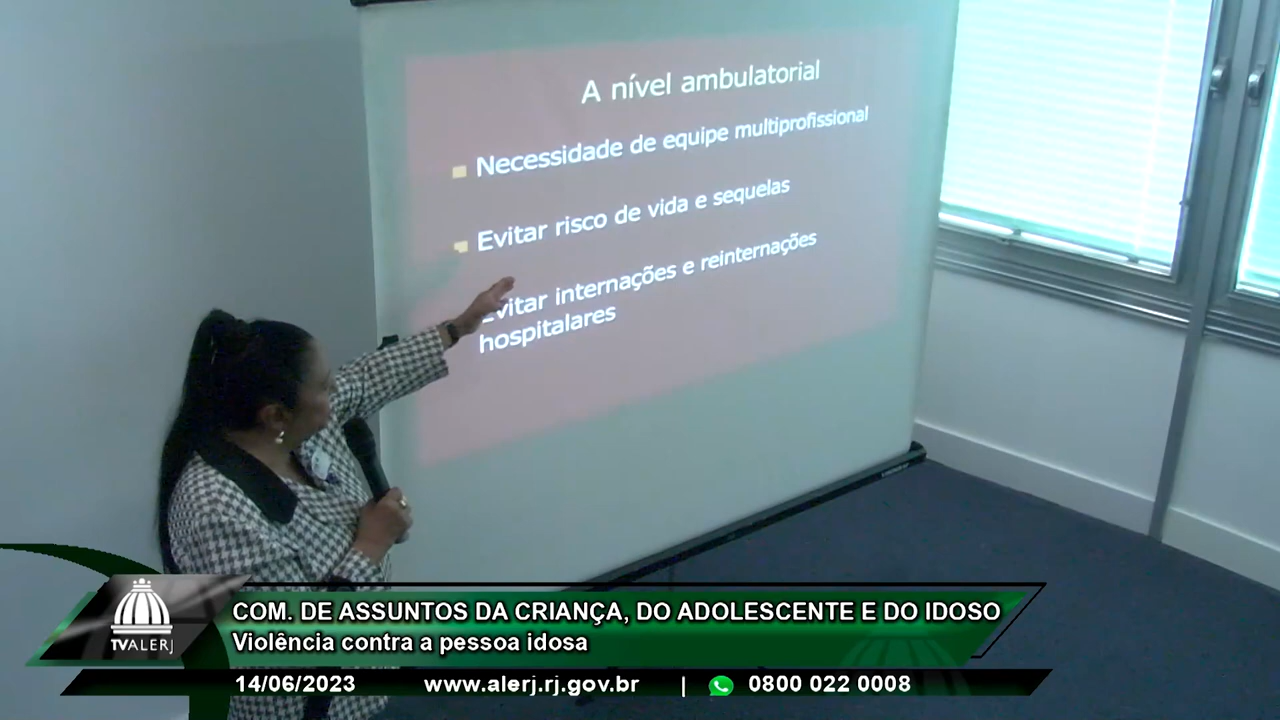 A nível ambulatorial
Necessidade de equipe multiprofissional
Evitar risco de vida e sequelas
Evitar internações e reinternações
hospitalares
COM. DE ASSUNTOS DA CRIANÇA, DO ADOLESCENTE E DO IDOSO
Violência contra a pessoa idosa
TVALERJ
14/06/2023 www.alerj.rj.gov.br | 0800 022 0008